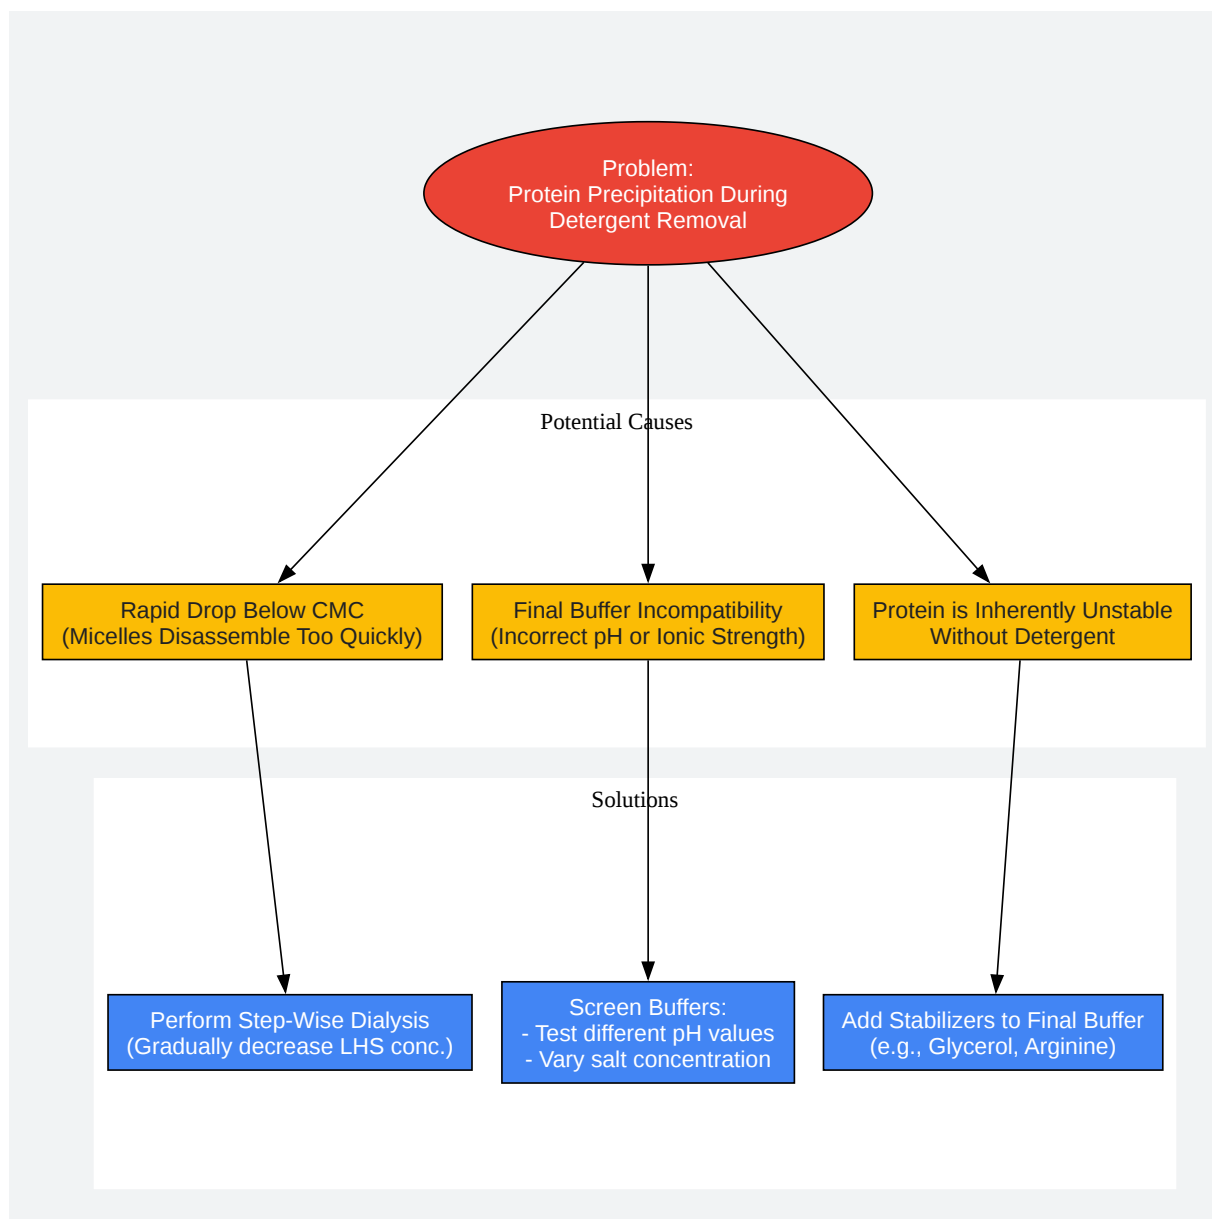 Problem:
Protein Precipitation During
Detergent Removal
Potential Causes
Rapid Drop Below CMC
(Micelles Disassemble Too Quickly)
Final Buffer Incompatibility
(Incorrect pH or Ionic Strength)
Protein is Inherently Unstable
Without Detergent
Solutions
Perform Step-Wise Dialysis
(Gradually decrease LHS conc.)
Screen Buffers:
- Test different pH values
- Vary salt concentration
Add Stabilizers to Final Buffer
(e.g., Glycerol, Arginine)